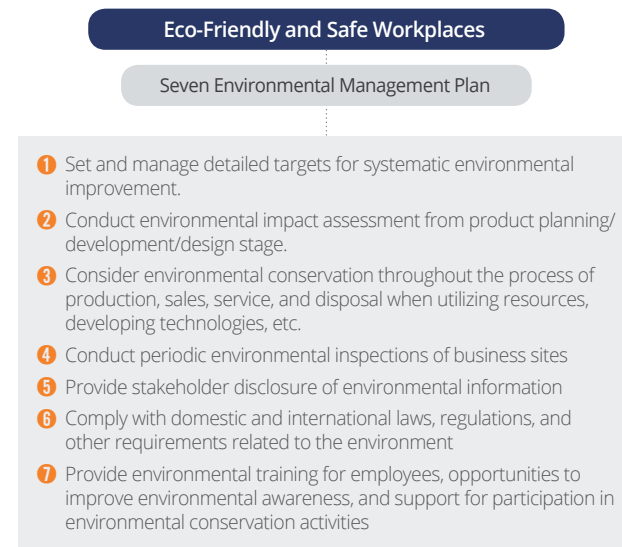 Eco-Friendly and Safe Workplaces
Seven Environmental Management Plan
1 Set and manage detailed targets for systematic environmental
improvement.
2 Conduct environmental impact assessment from product planning/
development/design stage.
3 Consider environmental conservation throughout the process of
production, sales, service, and disposal when utilizing resources,
developing technologies, etc.
4 Conduct periodic environmental inspections of business sites
5 Provide stakeholder disclosure of environmental information
6 Comply with domestic and international laws, regulations, and
other requirements related to the environment
7 Provide environmental training for employees, opportunities to
improve environmental awareness, and support for participation in
environmental conservation activities